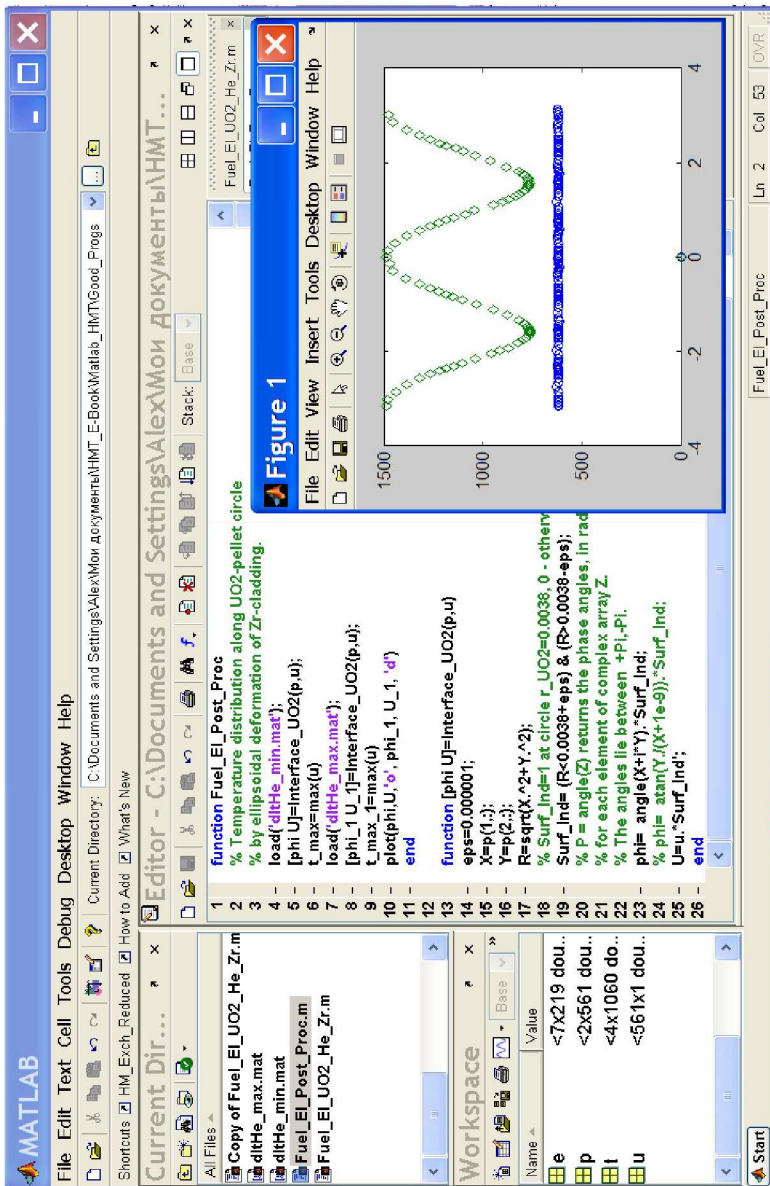 MATLAB
File Edit Text Cell Tools Debug Desktop Window Help
Current Directory: C:\Documents and Settings\Alex\Мои документы\HMT_E-Book\Matlab_HMT\Good_Progs
Shortcuts HM_Exch_Reduced How to Add What's New
Current Dir...
All Files
Copy of Fuel_El_UO2_He_Zr.m
dltHe_max.mat
dltHe_min.mat
Fuel_El_Post_Proc.m
Fuel_El_UO2_He_Zr.m
Workspace
Base
Name Value
e <7x219 dou..
p <2x561 dou..
t <4x1060 do..
u <561x1 dou..
Editor - C:\Documents and Settings\Alex\Мои документы\HMT...
Stack: Base
Fuel_El_UO2_He_Zr.m
1 function Fuel_El_Post_Proc
2 % Temperature distribution along UO2-pellet circle
3 % by ellipsoidal deformation of Zr-cladding.
4 - load('dltHe_min.mat');
5 - [phi U]=Interface_UO2(p,u);
6 - t_max=max(u)
7 - load('dltHe_max.mat');
8 - [phi_1 U_1]=Interface_UO2(p,u);
9 - t_max_1=max(u)
10 - plot(phi,U,'o', phi_1, U_1, 'd')
11 - end
12
13 function [phi U]=Interface_UO2(p,u)
14 - eps=0.000001;
15 - X=p(1,:);
16 - Y=p(2,:);
17 - R=sqrt(X.^2+Y.^2);
18 % Surf_Ind=1 at circle r_UO2=0.0038, 0 - otherw
19 - Surf_Ind= (R<0.0038+eps) & (R>0.0038-eps);
20 % P = angle(Z) returns the phase angles, in rad
21 % for each element of complex array Z.
22 % The angles lie between +Pi,-Pi.
23 - phi= angle(X+i*Y).*Surf_Ind;
24 % phi= atan(Y./(X+1e-9)).*Surf_Ind;
25 - U=u.*Surf_Ind';
26 - end
Figure 1
File Edit View Insert Tools Desktop Window Help
1500
1000
500
0
-4 -2 0 2 4
Start
Fuel_El_Post_Proc Ln 2 Col 53 OVR